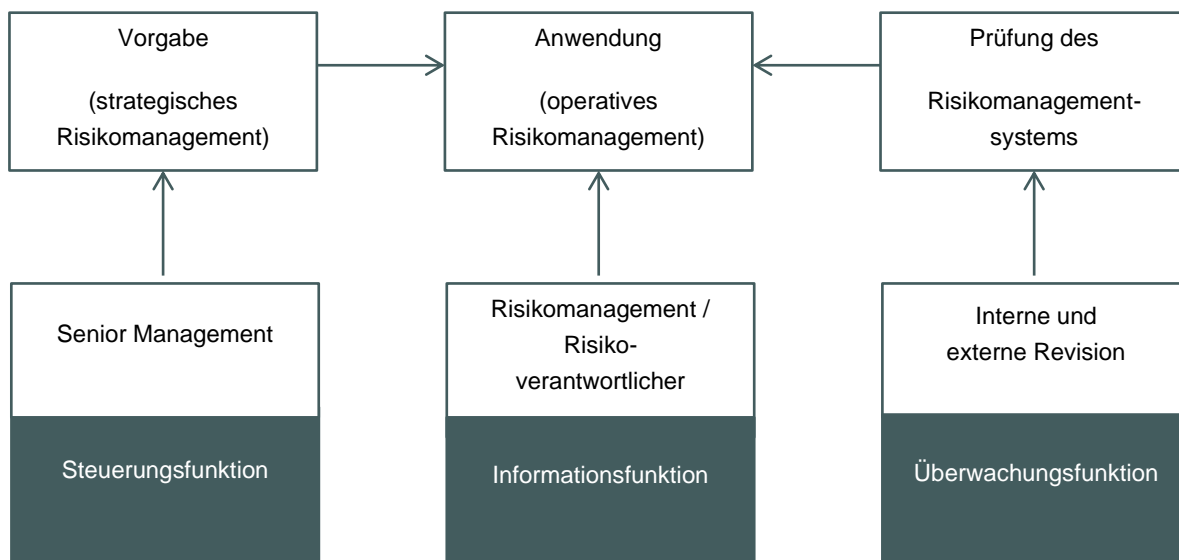 Vorgabe
(strategisches
Risikomanagement)
Anwendung
(operatives
Risikomanagement)
Prüfung des
Risikomanagement-
systems
Senior Management
Risikomanagement /
Risiko-
verantwortlicher
Interne und
externe Revision
Steuerungsfunktion
Informationsfunktion
Überwachungsfunktion